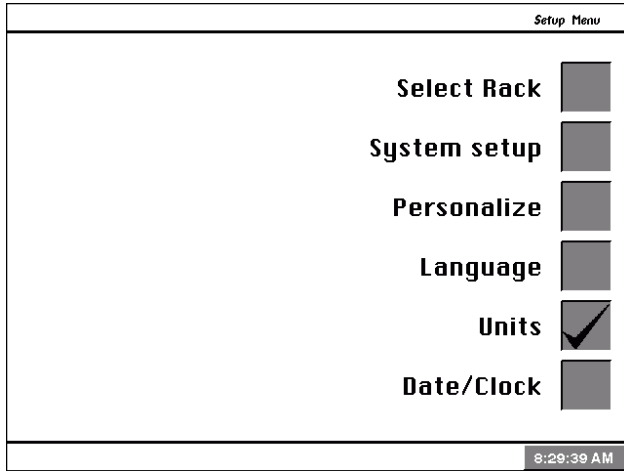 Setup Menu
Select Rack
System setup
Personalize
Language
Units
Date/Clock
8:29:39 AM